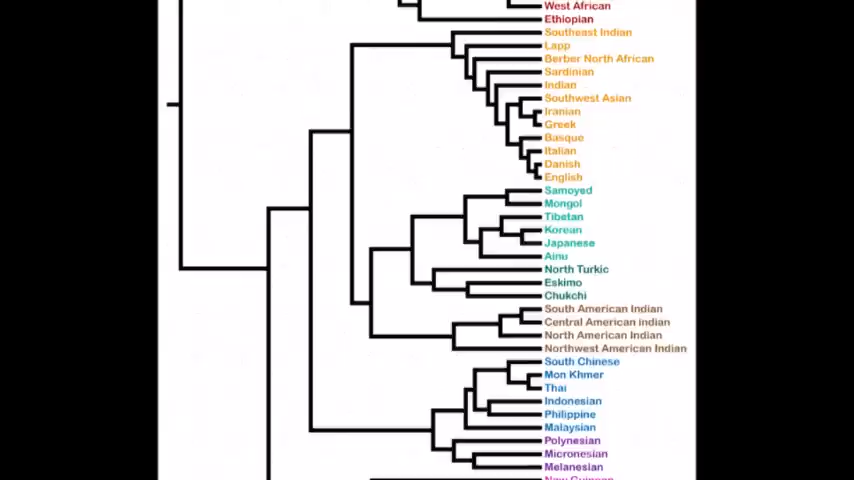 West African
Ethiopian
Southeast Indian
Lapp
Berber North African
Sardinian
Indian
Southwest Asian
Iranian
Greek
Basque
Italian
Danish
English
Samoyed
Mongol
Tibetan
Korean
Japanese
Ainu
North Turkic
Eskimo
Chukchi
South American Indian
Central American indian
North American Indian
Northwest American Indian
South Chinese
Mon Khmer
Thai
Indonesian
Philippine
Malaysian
Polynesian
Micronesian
Melanesian
New Guinean